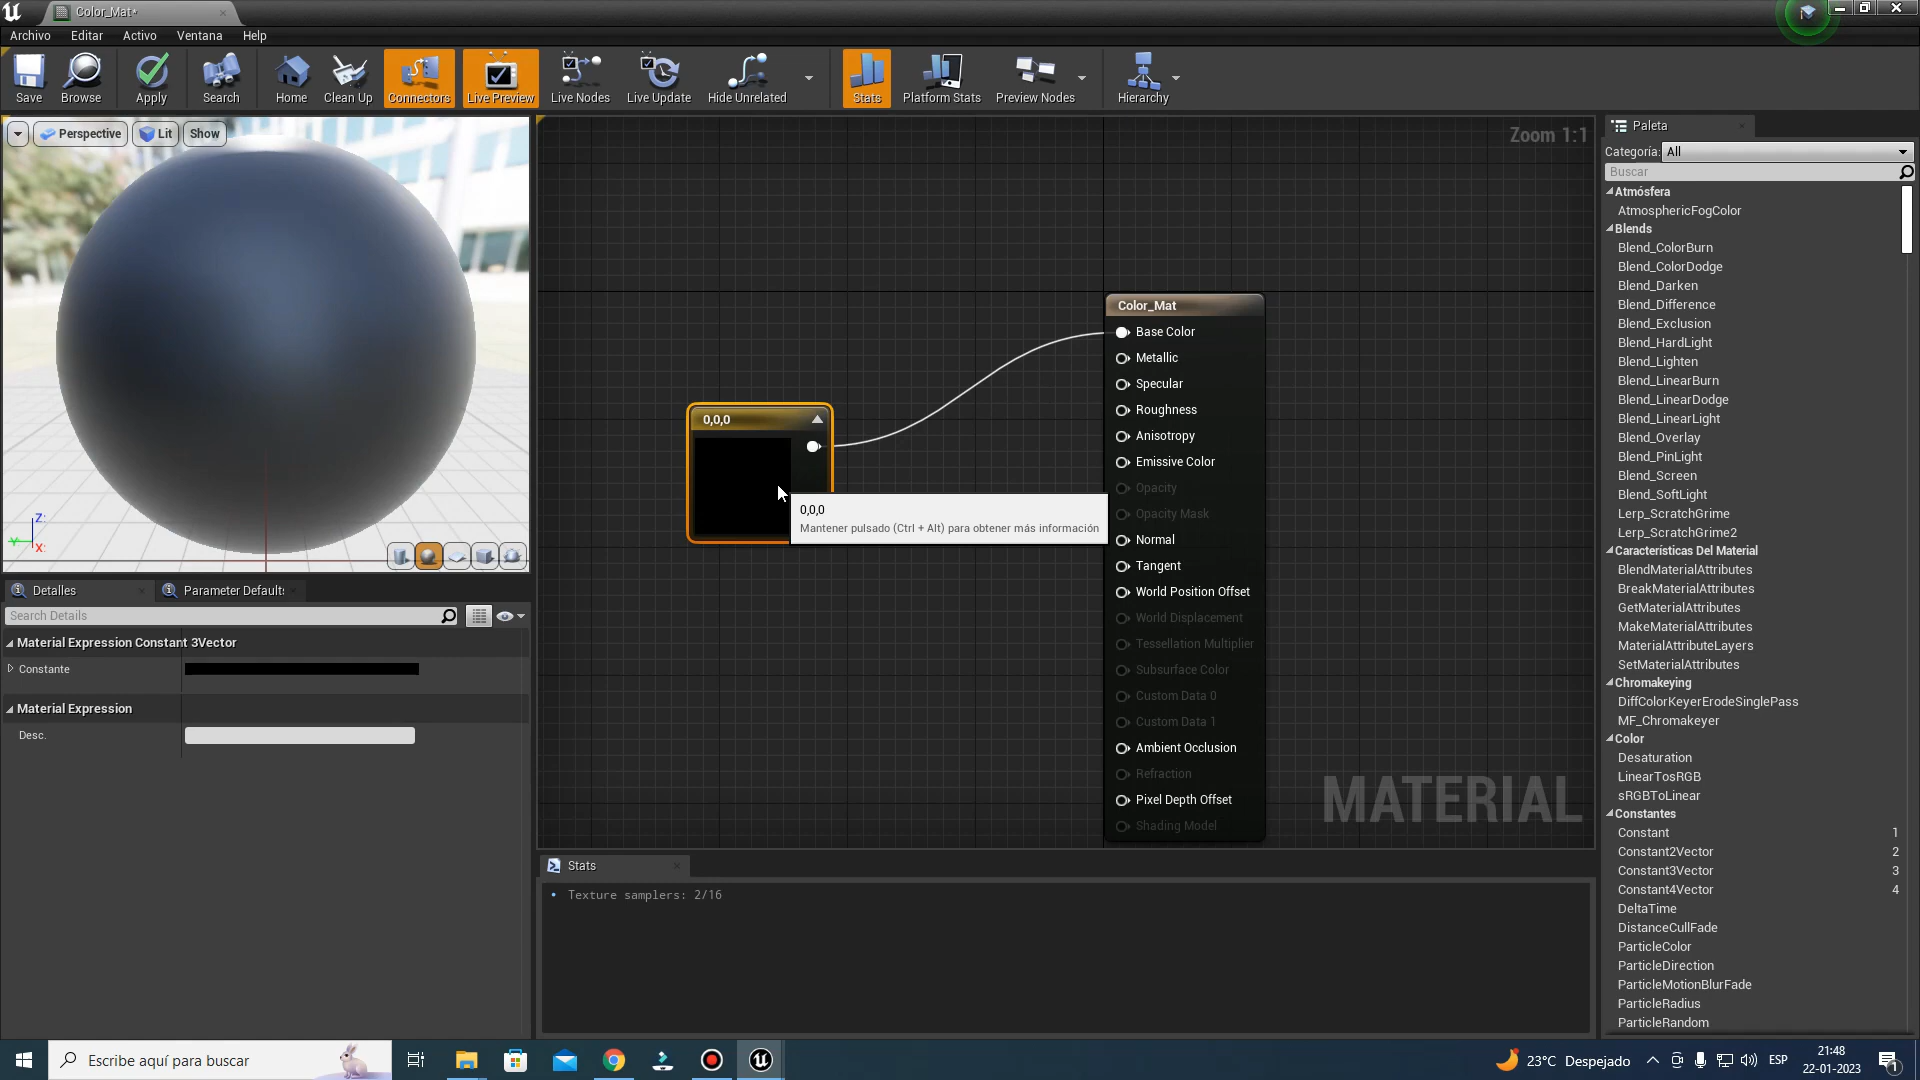 Color_Mat*
Archivo
Editar
Activo
Ventana
Help
Save
Browse
Apply
Search
Home
Clean Up
Connectors
Live Preview
Live Nodes
Live Update
Hide Unrelated
Stats
Platform Stats
Preview Nodes
Hierarchy
Perspective
Lit
Show
Z:
Y
X:
Zoom 1:1
0,0,0
0,0,0
Mantener pulsado (Ctrl + Alt) para obtener más información
Color_Mat
Base Color
Metallic
Specular
Roughness
Anisotropy
Emissive Color
Opacity
Opacity Mask
Normal
Tangent
World Position Offset
World Displacement
Tessellation Multiplier
Subsurface Color
Custom Data 0
Custom Data 1
Ambient Occlusion
Refraction
Pixel Depth Offset
Shading Model
MATERIAL
Detalles
Parameter Default
Search Details
Material Expression Constant 3Vector
Constante
Material Expression
Desc.
Stats
Texture samplers: 2/16
Paleta
Categoría: All
Buscar
Atmósfera
AtmosphericFogColor
Blends
Blend_ColorBurn
Blend_ColorDodge
Blend_Darken
Blend_Difference
Blend_Exclusion
Blend_HardLight
Blend_Lighten
Blend_LinearBurn
Blend_LinearDodge
Blend_LinearLight
Blend_Overlay
Blend_PinLight
Blend_Screen
Blend_SoftLight
Lerp_ScratchGrime
Lerp_ScratchGrime2
Características Del Material
BlendMaterialAttributes
BreakMaterialAttributes
GetMaterialAttributes
MakeMaterialAttributes
MaterialAttributeLayers
SetMaterialAttributes
Chromakeying
DiffColorKeyerErodeSinglePass
MF_Chromakeyer
Color
Desaturation
LinearTosRGB
sRGBToLinear
Constantes
Constant 1
Constant2Vector 2
Constant3Vector 3
Constant4Vector 4
DeltaTime
DistanceCullFade
ParticleColor
ParticleDirection
ParticleMotionBlurFade
ParticleRadius
ParticleRandom
Escribe aquí para buscar
23°C Despejado
ESP
21:48
22-01-2023
1